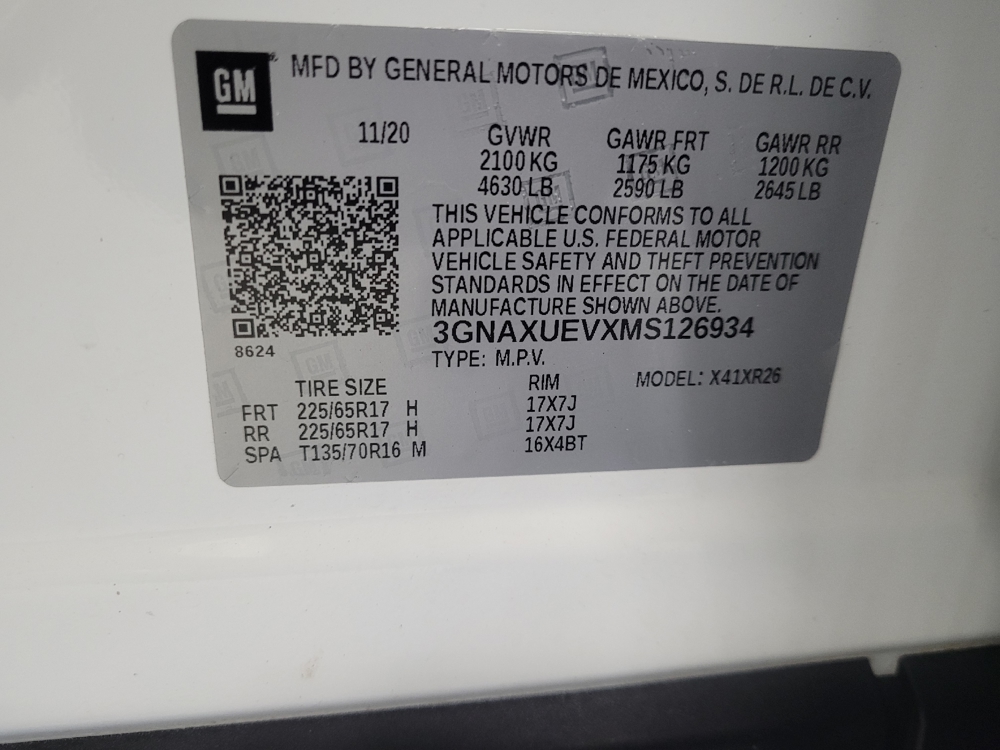 GM
MFD BY GENERAL MOTORS DE MEXICO, S. DE R.L. DE C.V.
11/20 GVWR GAWR FRT GAWR RR
2100 KG 1175 KG 1200 KG
4630 LB 2590 LB 2645 LB
THIS VEHICLE CONFORMS TO ALL
APPLICABLE U.S. FEDERAL MOTOR
VEHICLE SAFETY AND THEFT PREVENTION
STANDARDS IN EFFECT ON THE DATE OF
MANUFACTURE SHOWN ABOVE.
3GNAXUEVXMS126934
8624
TYPE: M.P.V. MODEL: X41XR26
TIRE SIZE RIM
FRT 225/65R17 H 17X7J
RR 225/65R17 H 17X7J
SPA T135/70R16 M 16X4BT